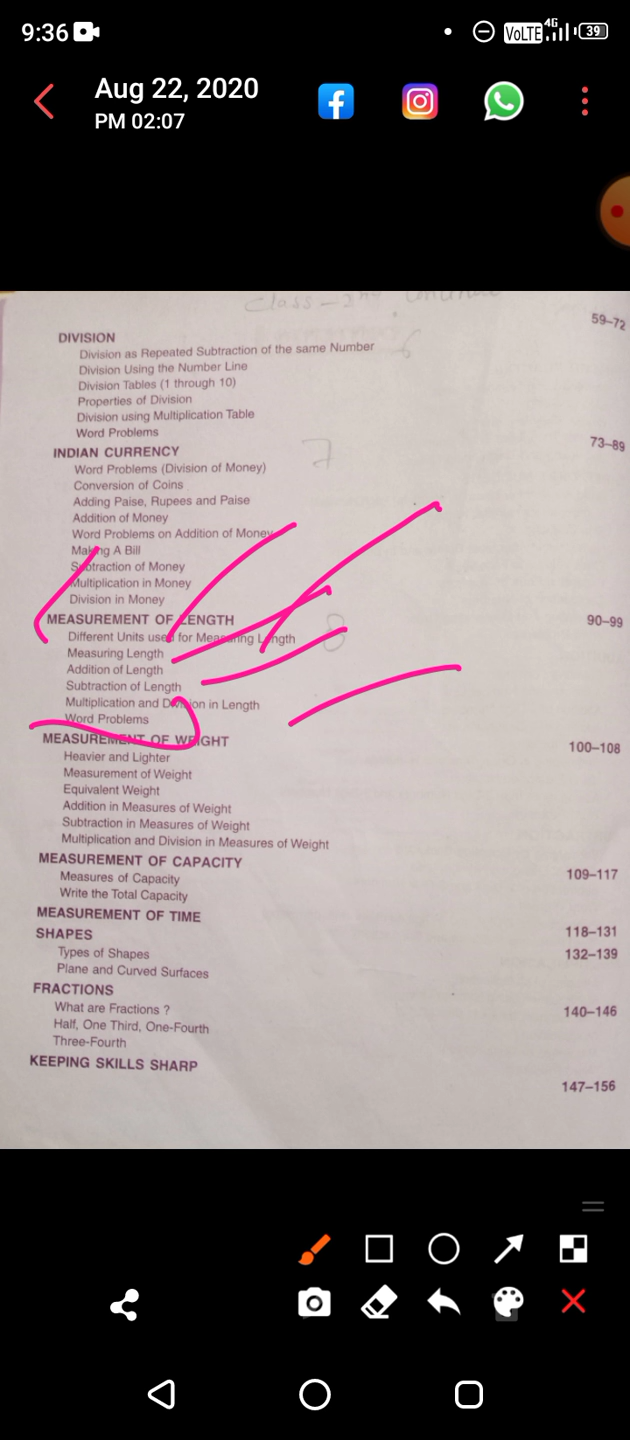 9:36
VoLTE 4G 39
Aug 22, 2020
PM 02:07
Class - 2nd
59–72
DIVISION
Division as Repeated Subtraction of the same Number
6
Division Using the Number Line
Division Tables (1 through 10)
Properties of Division
Division using Multiplication Table
Word Problems
INDIAN CURRENCY 73–89
Word Problems (Division of Money)
7
Conversion of Coins
Adding Paise, Rupees and Paise
Addition of Money
Word Problems on Addition of Money
Making A Bill
Subtraction of Money
Multiplication in Money
Division in Money
MEASUREMENT OF LENGTH 90–99
Different Units used for Measuring Length
8
Measuring Length
Addition of Length
Subtraction of Length
Multiplication and Division in Length
Word Problems
MEASUREMENT OF WEIGHT 100–108
Heavier and Lighter
Measurement of Weight
Equivalent Weight
Addition in Measures of Weight
Subtraction in Measures of Weight
Multiplication and Division in Measures of Weight
MEASUREMENT OF CAPACITY 109–117
Measures of Capacity
Write the Total Capacity
MEASUREMENT OF TIME 118–131
SHAPES 132–139
Types of Shapes
Plane and Curved Surfaces
FRACTIONS 140–146
What are Fractions ?
Half, One Third, One-Fourth
Three-Fourth
KEEPING SKILLS SHARP 147–156